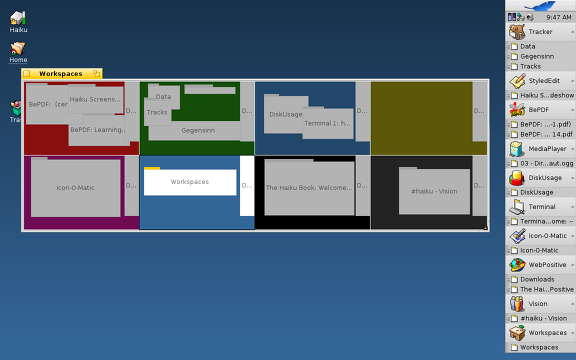 Haiku
Home
Workspaces
BePDF: (cer
Haiku Screens...
BePDF: Learning...
D...
Data
Tracks
Gegensinn
D...
DiskUsage
Terminal 1: h...
D...
D...
Icon-O-Matic
D...
Workspaces
D...
The Haiku Book: Welcome...
D...
#haiku - Vision
D...
9:47 AM
Tracker
Data
Gegensinn
Tracks
StyledEdit
Haiku S...deshow
BePDF
BePDF: ...-1.pdf)
BePDF: ... 14.pdf
MediaPlayer
03 - Dir...aut.ogg
DiskUsage
DiskUsage
Terminal
Termina...ome: --
Icon-O-Matic
Icon-O-Matic
WebPositive
Downloads
The Hai...Positive
Vision
#haiku - Vision
Workspaces
Workspaces